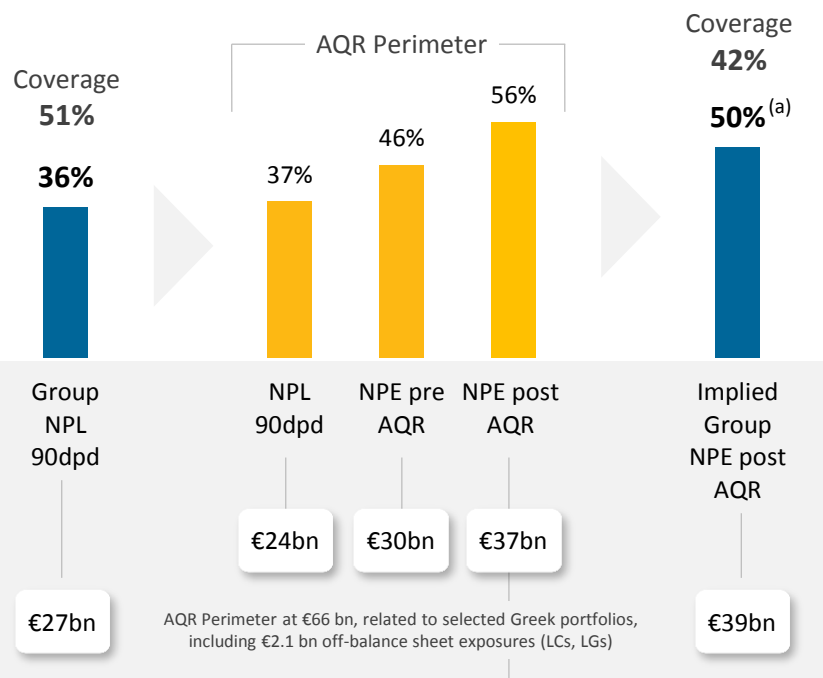 Coverage
51%
36%
AQR Perimeter
37%
46%
56%
Coverage
42%
50% (a)
Group
NPL
90dpd
NPL
90dpd
NPE pre
AQR
NPE post
AQR
Implied
Group
NPE post
AQR
€27bn
€24bn
€30bn
€37bn
€39bn
AQR Perimeter at €66 bn, related to selected Greek portfolios,
including €2.1 bn off-balance sheet exposures (LCs, LGs)